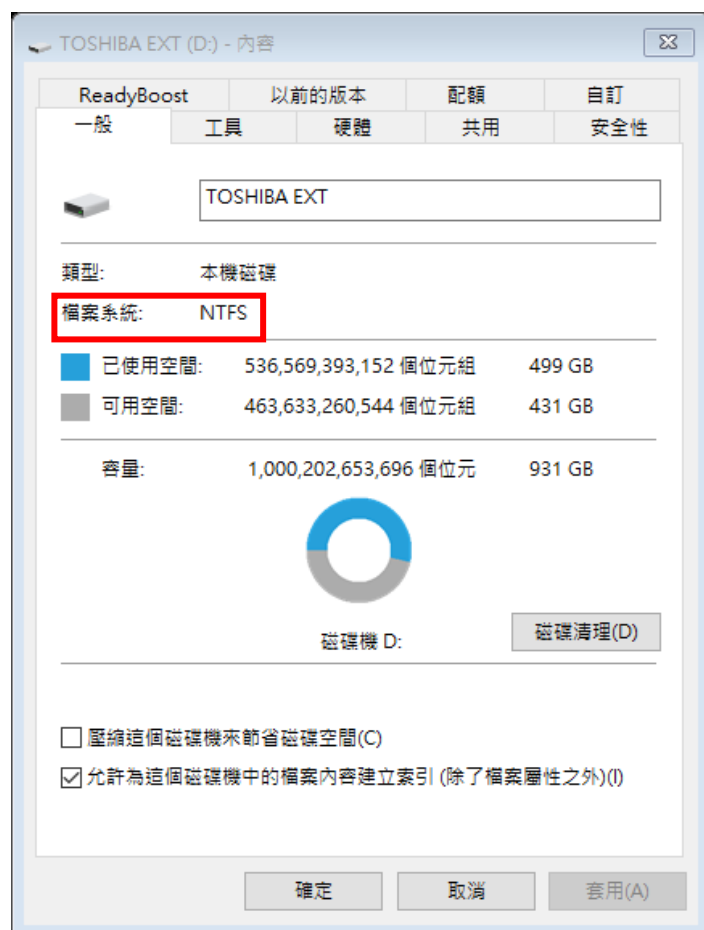 TOSHIBA EXT (D:) - 內容
ReadyBoost 以前的版本 配額 自訂
一般 工具 硬體 共用 安全性
TOSHIBA EXT
類型: 本機磁碟
檔案系統: NTFS
已使用空間: 536,569,393,152 個位元組 499 GB
可用空間: 463,633,260,544 個位元組 431 GB
容量: 1,000,202,653,696 個位元 931 GB
磁碟機 D:
磁碟清理(D)
壓縮這個磁碟機來節省磁碟空間(C)
允許為這個磁碟機中的檔案內容建立索引 (除了檔案屬性之外)(I)
確定 取消 套用(A)